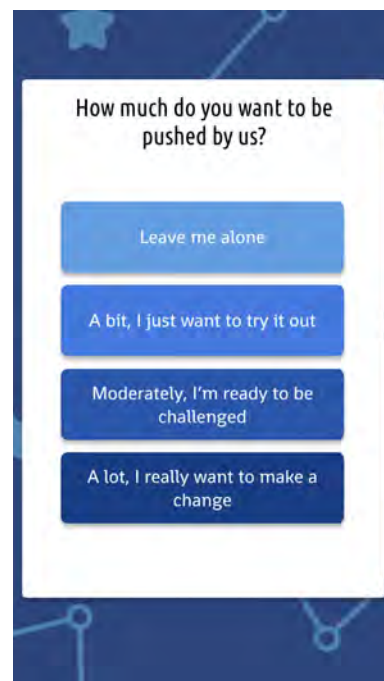 How much do you want to be
pushed by us?
Leave me alone
A bit, I just want to try it out
Moderately, I'm ready to be
challenged
A lot, I really want to make a
change